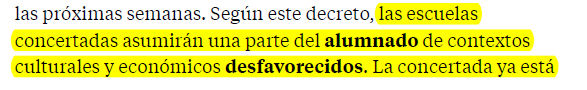 las próximas semanas. Según este decreto, las escuelas
concertadas asumirán una parte del alumnado de contextos
culturales y económicos desfavorecidos. La concertada ya está